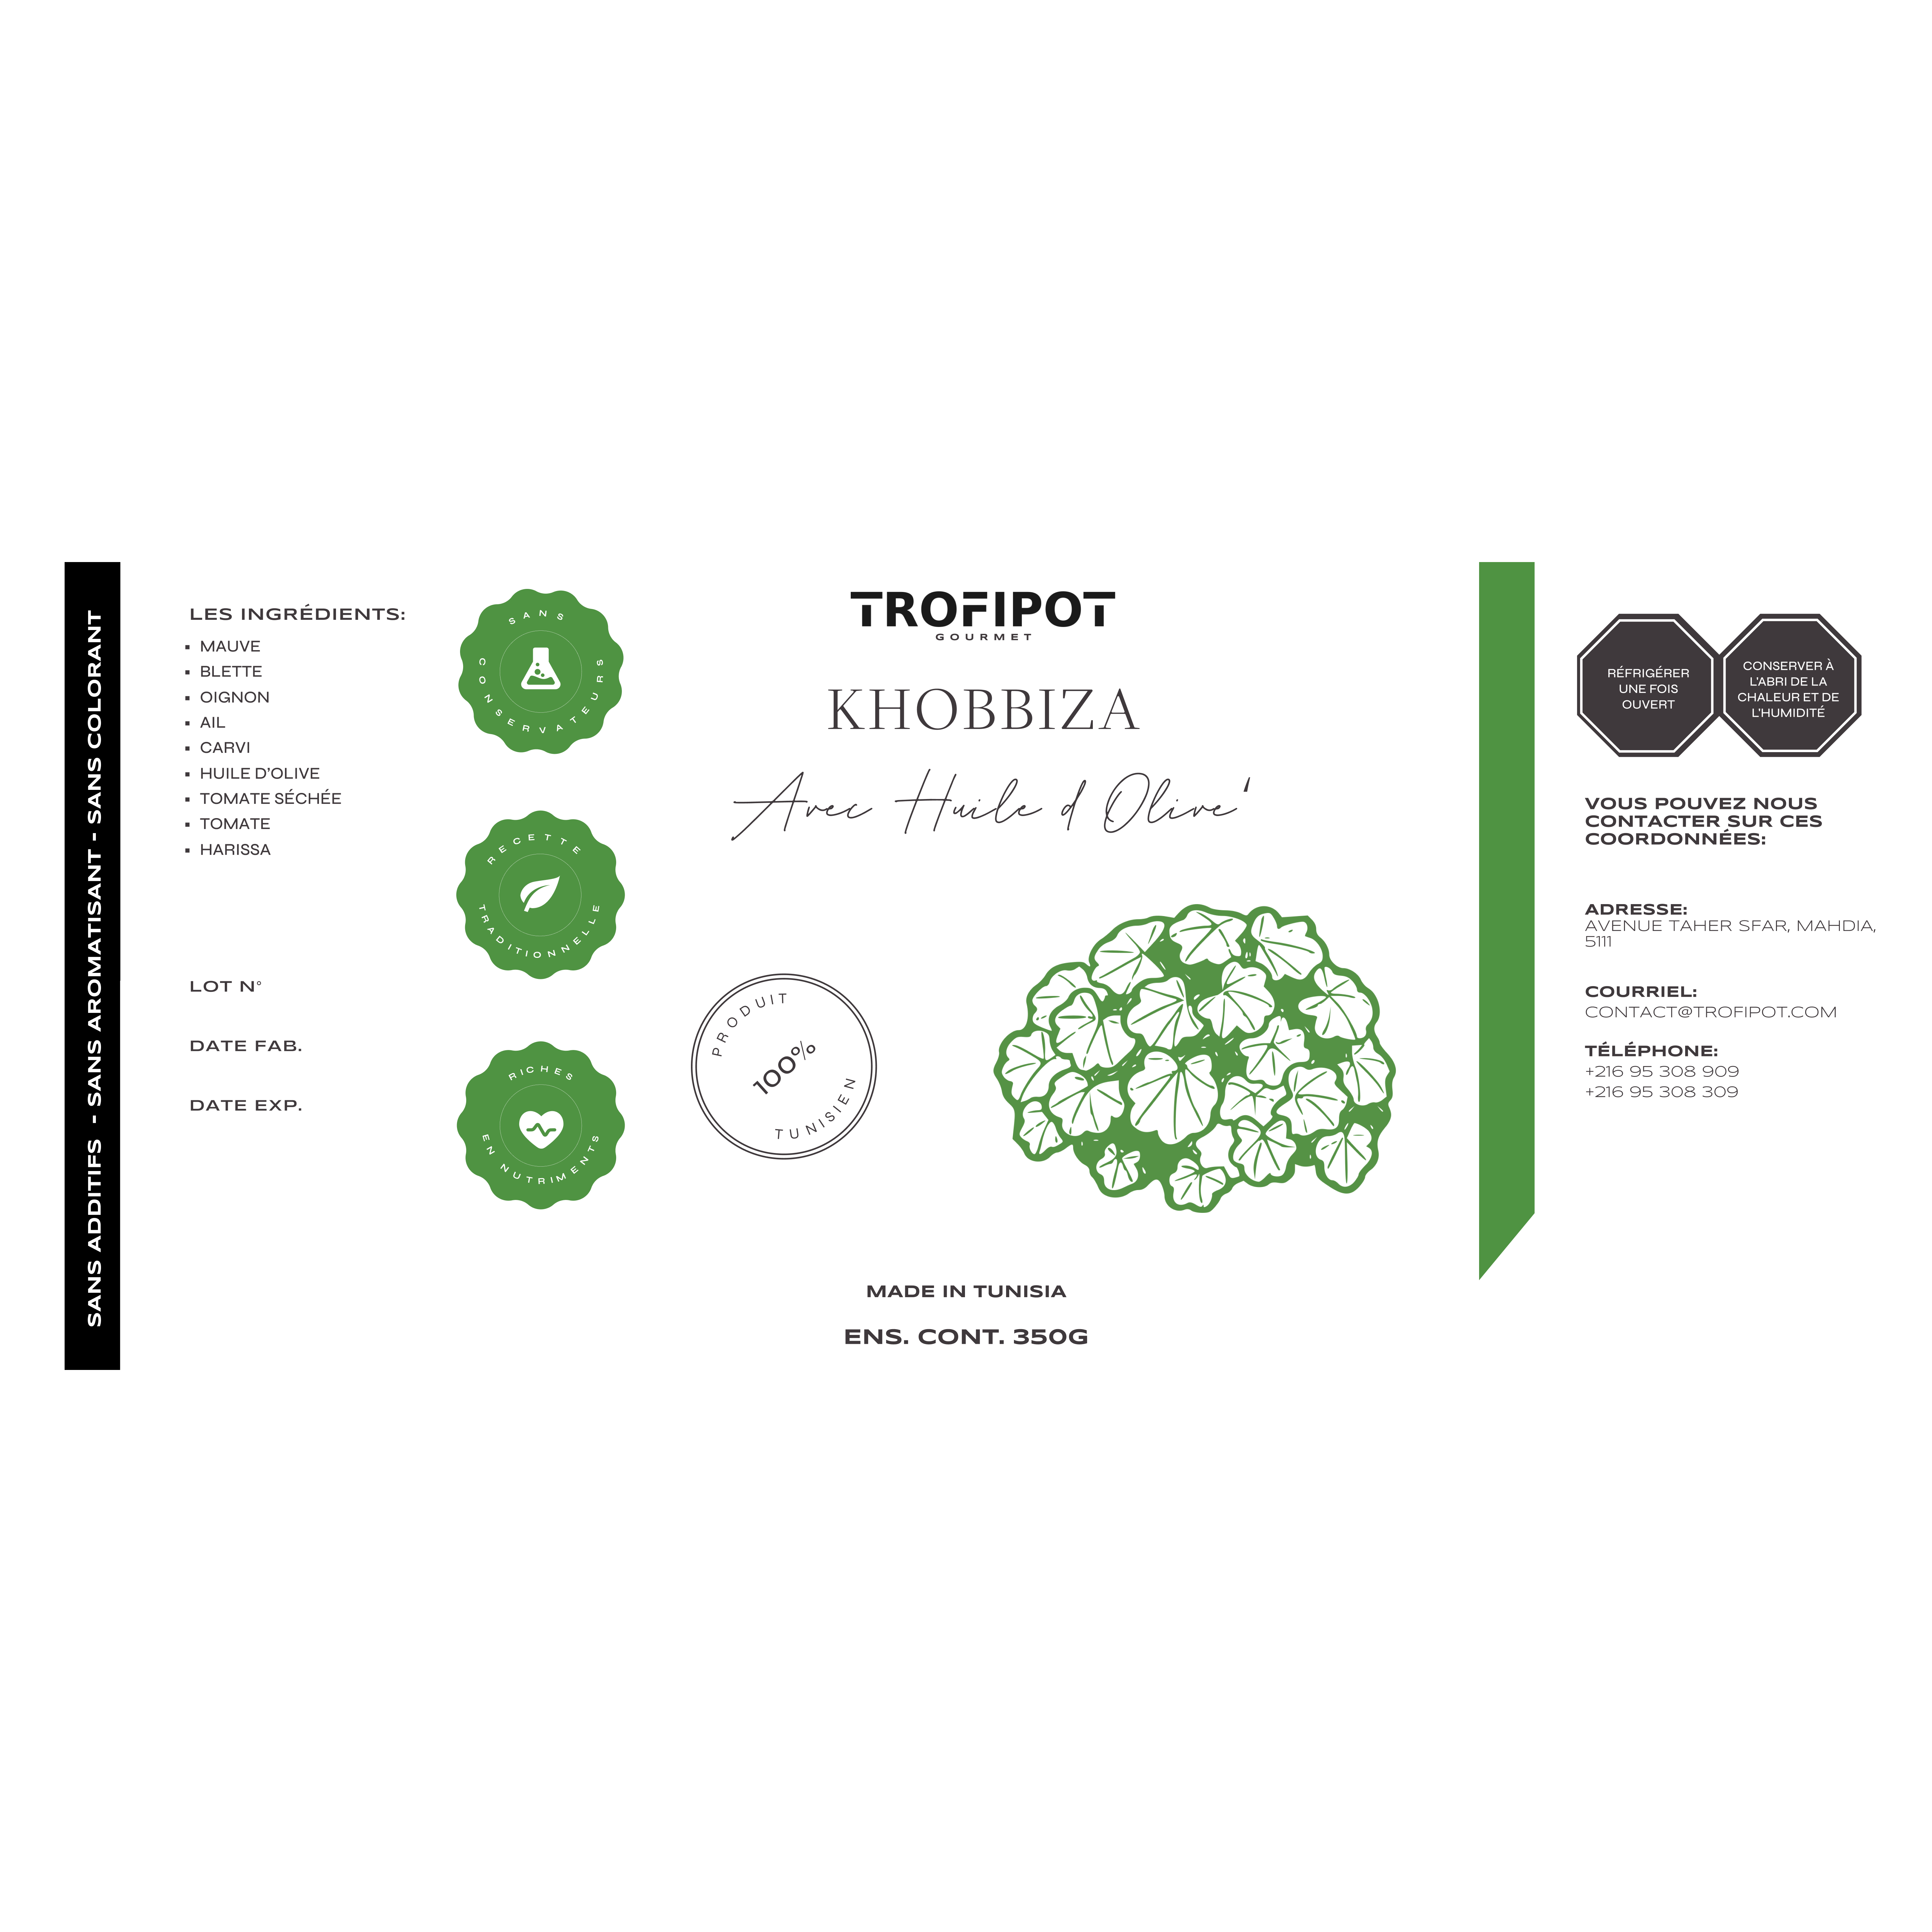 SANS ADDITIFS - SANS AROMATISANT - SANS COLORANT
LES INGRÉDIENTS:
▪ MAUVE
▪ BLETTE
▪ OIGNON
▪ AIL
▪ CARVI
▪ HUILE D'OLIVE
▪ TOMATE SÉCHÉE
▪ TOMATE
▪ HARISSA
LOT N°
DATE FAB.
DATE EXP.
SANS
CONSERVATEURS
RECETTE
TRADITIONNELLE
RICHES
EN NUTRIMENTS
TROFIPOT
GOURMET
KHOBBIZA
Avec Huile d Olive'
PRODUIT
100%
TUNISIEN
MADE IN TUNISIA
ENS. CONT. 350G
RÉFRIGÉRER
UNE FOIS
OUVERT
CONSERVER À
L'ABRI DE LA
CHALEUR ET DE
L'HUMIDITÉ
VOUS POUVEZ NOUS
CONTACTER SUR CES
COORDONNÉES:
ADRESSE:
AVENUE TAHER SFAR, MAHDIA,
5111
COURRIEL:
CONTACT@TROFIPOT.COM
TÉLÉPHONE:
+216 95 308 909
+216 95 308 309